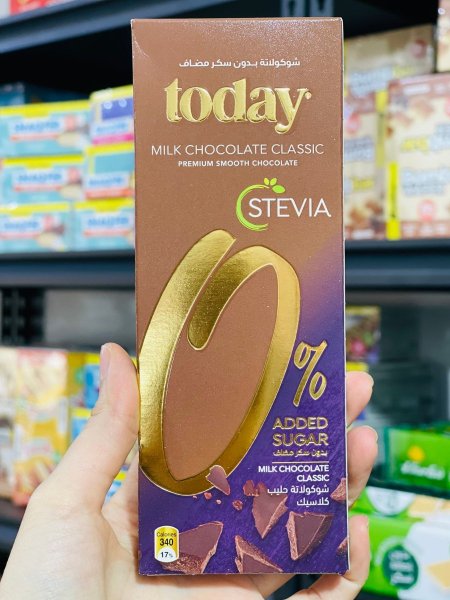 شوكولاتة بدون سكر مضاف
today
MILK CHOCOLATE CLASSIC
PREMIUM SMOOTH CHOCOLATE
STEVIA
0%
ADDED
SUGAR
بدون سكر مضاف
MILK CHOCOLATE
CLASSIC
شوكولاتة حليب
كلاسيك
Calories
340
17%